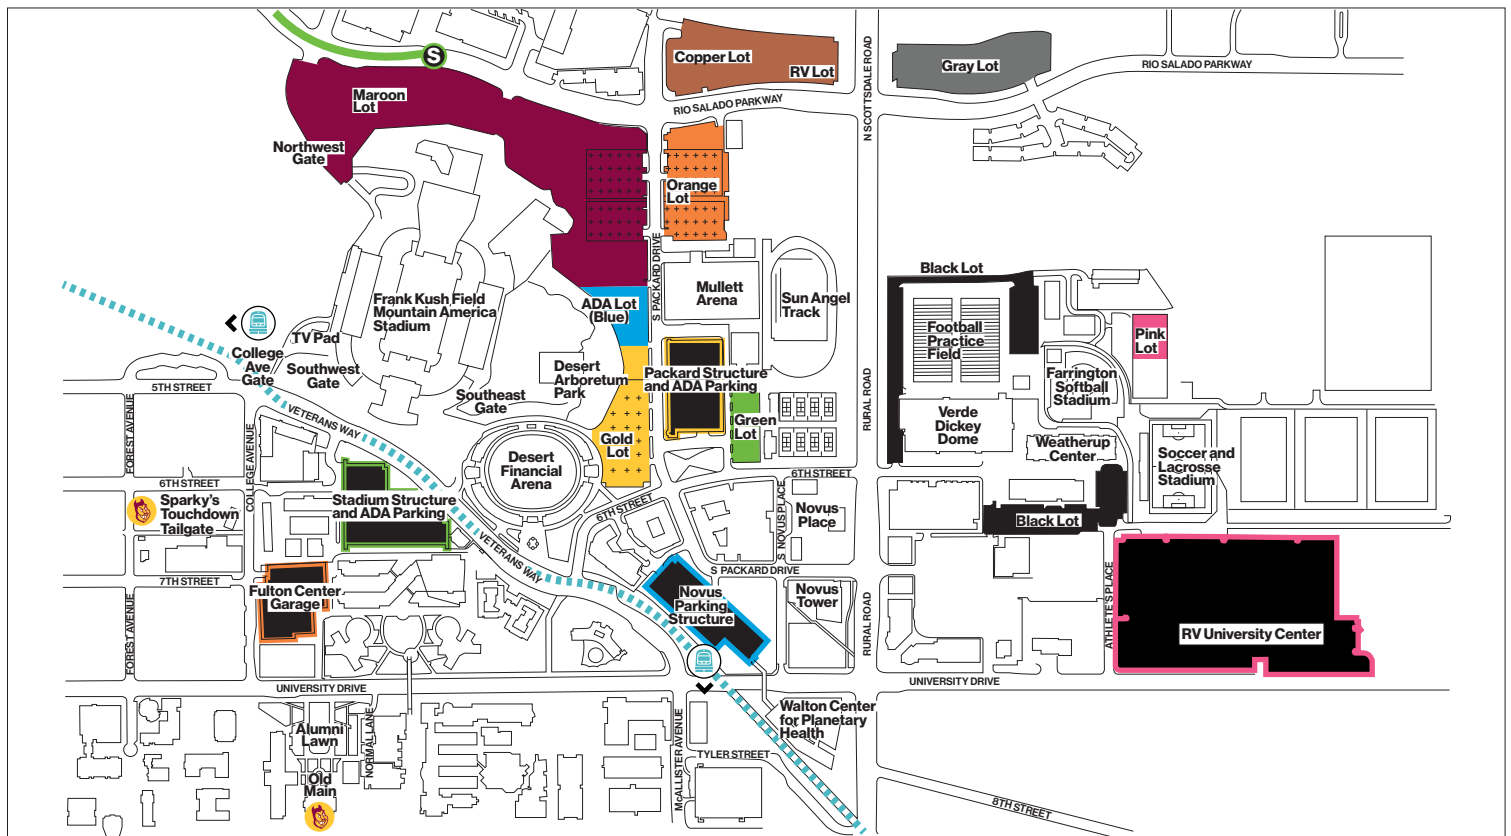 S
Copper Lot
RV Lot
Gray Lot
RIO SALADO PARKWAY
Maroon
Lot
RIO SALADO PARKWAY
N SCOTTSDALE ROAD
Northwest
Gate
Orange
Lot
S PACKARD DRIVE
Black Lot
Mullett
Arena
Sun Angel
Track
Frank Kush Field
Mountain America
Stadium
ADA Lot
(Blue)
TV Pad
Football
Practice
Field
Pink
Lot
College
Ave
Gate
Southwest
Gate
Desert
Arboretum
Park
Packard Structure
and ADA Parking
Farrington
Softball
Stadium
5TH STREET
Southeast
Gate
VETERANS WAY
FOREST AVENUE
COLLEGE AVENUE
RURAL ROAD
Green
Lot
Gold
Lot
Verde
Dickey
Dome
Weatherup
Center
Soccer and
Lacrosse
Stadium
Desert
Financial
Arena
6TH STREET
6TH STREET
Sparky's
Touchdown
Tailgate
Stadium Structure
and ADA Parking
6TH STREET
S NOVUS PLACE
Novus
Place
Black Lot
VETERANS WAY
S PACKARD DRIVE
7TH STREET
Fulton Center
Garage
Novus
Parking
Structure
Novus
Tower
FOREST AVENUE
RURAL ROAD
ATHLETE'S PLACE
RV University Center
UNIVERSITY DRIVE
UNIVERSITY DRIVE
Walton Center
for Planetary
Health
Alumni
Lawn
NORMAL LANE
McALLISTER AVENUE
TYLER STREET
Old
Main
8TH STREET